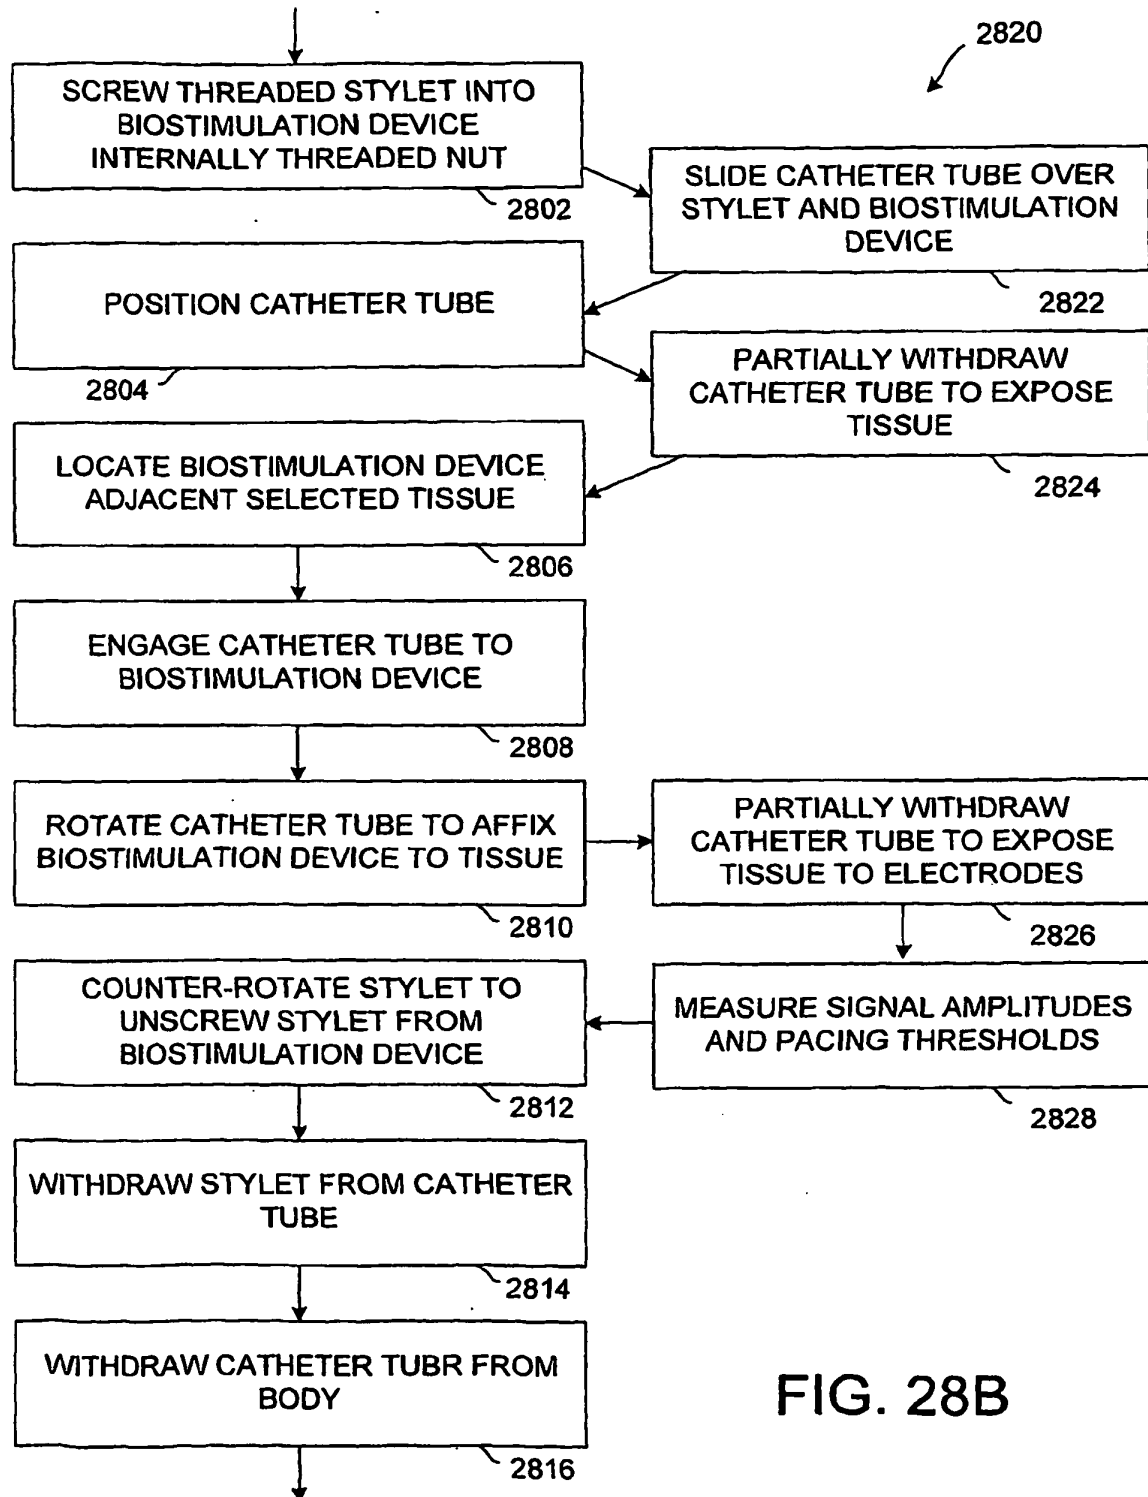 2820
SCREW THREADED STYLET INTO
BIOSTIMULATION DEVICE
INTERNALLY THREADED NUT
2802
SLIDE CATHETER TUBE OVER
STYLET AND BIOSTIMULATION
DEVICE
2822
POSITION CATHETER TUBE
2804
PARTIALLY WITHDRAW
CATHETER TUBE TO EXPOSE
TISSUE
2824
LOCATE BIOSTIMULATION DEVICE
ADJACENT SELECTED TISSUE
2806
ENGAGE CATHETER TUBE TO
BIOSTIMULATION DEVICE
2808
ROTATE CATHETER TUBE TO AFFIX
BIOSTIMULATION DEVICE TO TISSUE
2810
PARTIALLY WITHDRAW
CATHETER TUBE TO EXPOSE
TISSUE TO ELECTRODES
2826
MEASURE SIGNAL AMPLITUDES
AND PACING THRESHOLDS
2828
COUNTER-ROTATE STYLET TO
UNSCREW STYLET FROM
BIOSTIMULATION DEVICE
2812
WITHDRAW STYLET FROM CATHETER
TUBE
2814
WITHDRAW CATHETER TUBR FROM
BODY
2816
FIG. 28B